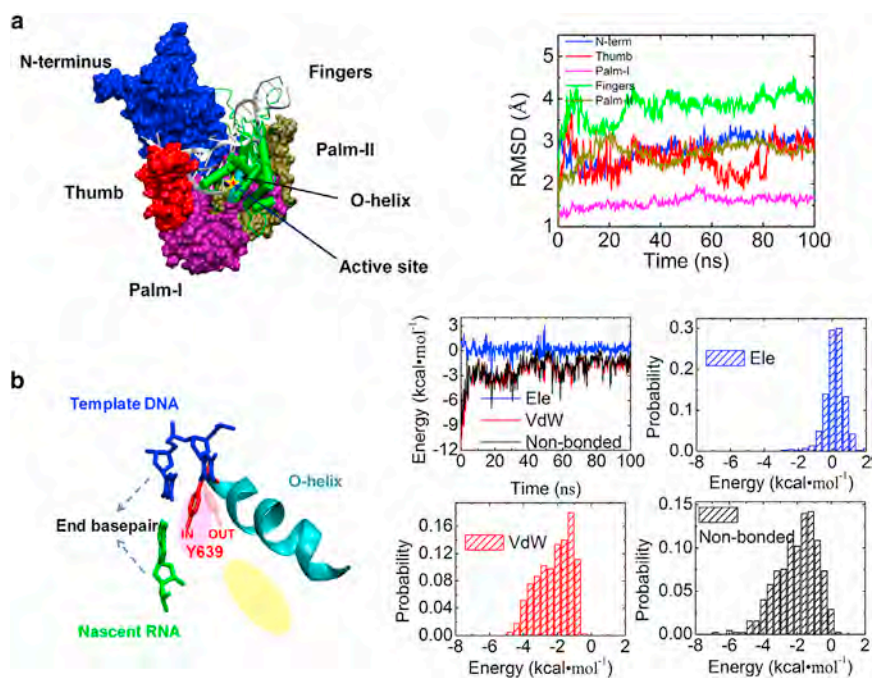 a
N-terminus
Fingers
Palm-II
Thumb
O-helix
Active site
Palm-I
RMSD (Å)
5
4
3
2
1
N-term
Thumb
Palm-I
Fingers
Palm-II
0 20 40 60 80 100
Time (ns)
b
Template DNA
O-helix
End basepair
IN OUT
Y639
Nascent RNA
Energy (kcal•mol⁻¹)
3
0
-3
-6
-9
-12
Ele
VdW
Non-bonded
0 20 40 60 80 100
Time (ns)
Probability
0.3
0.2
0.1
0.0
Ele
-8 -6 -4 -2 0 2
Energy (kcal•mol⁻¹)
Probability
0.16
0.12
0.08
0.04
0.00
VdW
-8 -6 -4 -2 0 2
Energy (kcal•mol⁻¹)
Probability
0.15
0.10
0.05
0.00
Non-bonded
-8 -6 -4 -2 0 2
Energy (kcal•mol⁻¹)